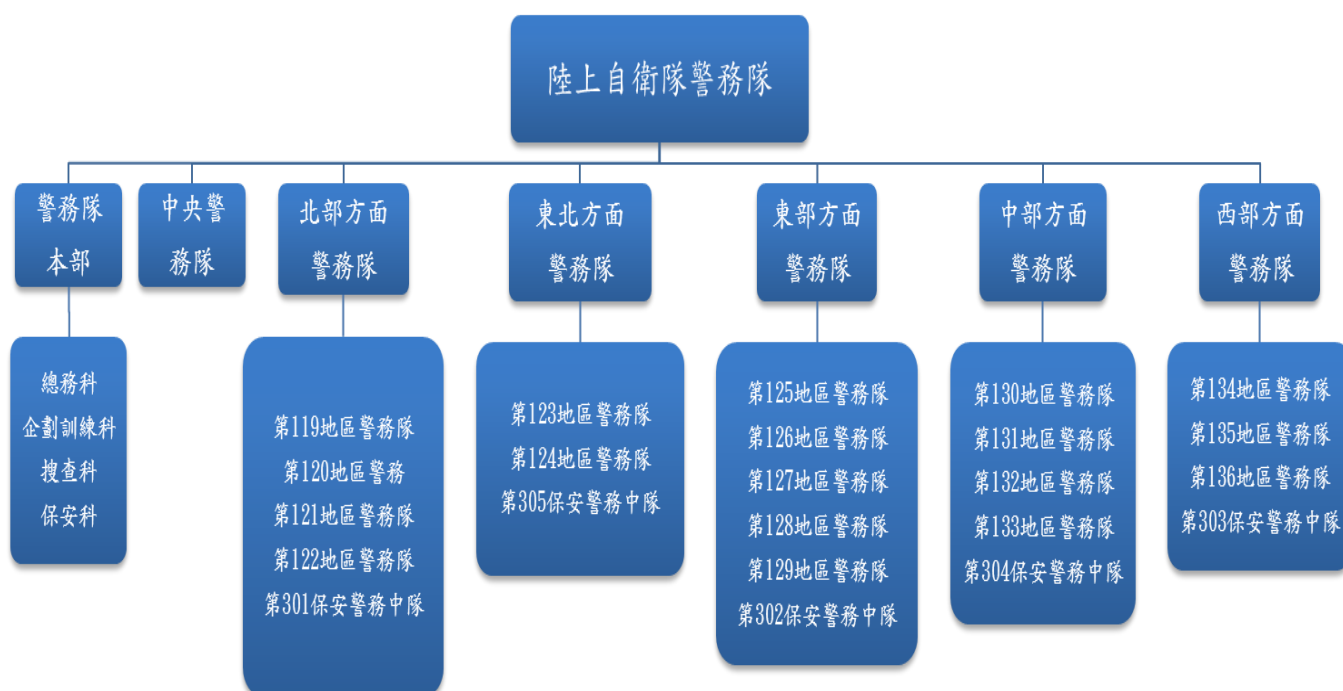 陸上自衛隊警務隊
警務隊
本部
中央警
務隊
北部方面
警務隊
東北方面
警務隊
東部方面
警務隊
中部方面
警務隊
西部方面
警務隊
總務科
企劃訓練科
搜查科
保安科
第119地區警務隊
第120地區警務
第121地區警務隊
第122地區警務隊
第301保安警務中隊
第123地區警務隊
第124地區警務隊
第305保安警務中隊
第125地區警務隊
第126地區警務隊
第127地區警務隊
第128地區警務隊
第129地區警務隊
第302保安警務中隊
第130地區警務隊
第131地區警務隊
第132地區警務隊
第133地區警務隊
第304保安警務中隊
第134地區警務隊
第135地區警務隊
第136地區警務隊
第303保安警務中隊